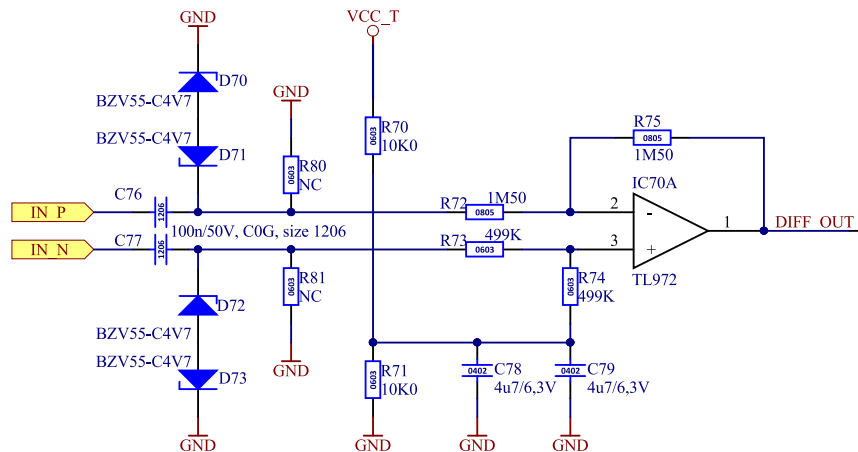 GND
VCC_T
D70
BZV55-C4V7
GND
R70
0603
10K0
R75
0805
1M50
BZV55-C4V7
D71
R80
0603
NC
C76
R72
1M50
0805
IC70A
IN_P
1206
2
-
100n/50V, C0G, size 1206
1
DIFF_OUT
IN_N
C77
1206
R73
499K
0603
3
+
TL972
R81
0603
NC
R74
0603
499K
D72
BZV55-C4V7
BZV55-C4V7
D73
GND
R71
0603
10K0
C78
0402
4u7/6,3V
C79
0402
4u7/6,3V
GND
GND
GND
GND